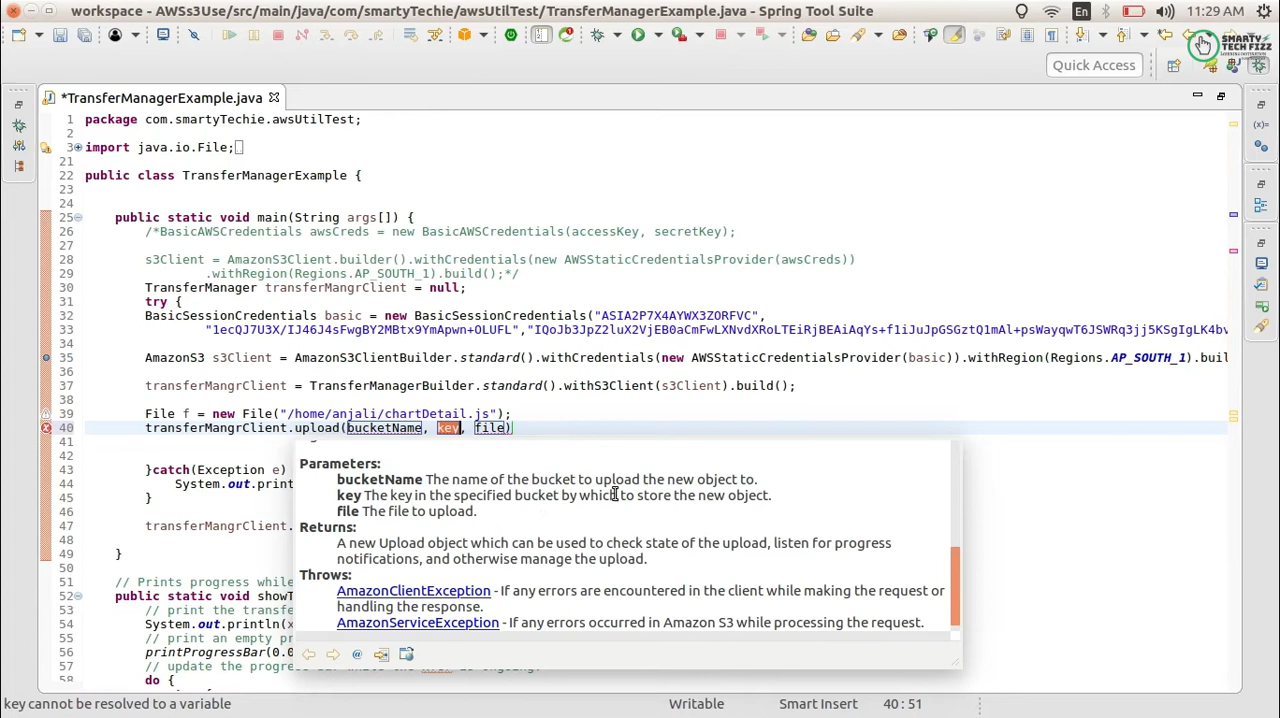 workspace - AWSs3Use/src/main/java/com/smartyTechie/awsUtilTest/TransferManagerExample.java - Spring Tool Suite
En
11:29 AM
SMARTY
TECH FIZZ
Quick Access
*TransferManagerExample.java
1 package com.smartyTechie.awsUtilTest;
2
3 import java.io.File;
21
22 public class TransferManagerExample {
23
24
25 public static void main(String args[]) {
26 /*BasicAWSCredentials awsCreds = new BasicAWSCredentials(accessKey, secretKey);
27
28 s3Client = AmazonS3Client.builder().withCredentials(new AWSStaticCredentialsProvider(awsCreds))
29 .withRegion(Regions.AP_SOUTH_1).build();*/
30 TransferManager transferMangrClient = null;
31 try {
32 BasicSessionCredentials basic = new BasicSessionCredentials("ASIA2P7X4AYWX3ZORFVC",
33 "1ecQJ7U3X/IJ46J4sFwgBY2MBtx9YmApwn+OLUFL","IQoJb3JpZ2luX2VjEB0aCmFwLXNvdXRoLTEiRjBEAiAqYs+f1iJuJpGSGztQ1mAl+psWayqwT6JSWRq3jj5KSgIgLK4bv
34
35 AmazonS3 s3Client = AmazonS3ClientBuilder.standard().withCredentials(new AWSStaticCredentialsProvider(basic)).withRegion(Regions.AP_SOUTH_1).buil
36
37 transferMangrClient = TransferManagerBuilder.standard().withS3Client(s3Client).build();
38
39 File f = new File("/home/anjali/chartDetail.js");
40 transferMangrClient.upload(bucketName, key, file)
41
42
43 }catch(Exception e)
44 System.out.print
45 }
46
47 transferMangrClient.
48
49 }
50
51 // Prints progress while
52 public static void showT
53 // print the transfe
54 System.out.println(x
55 // print an empty pr
56 printProgressBar(0.0
57 // update the progress bar while the xfer is ongoing.
58 do {
Parameters:
bucketName The name of the bucket to upload the new object to.
key The key in the specified bucket by which to store the new object.
file The file to upload.
Returns:
A new Upload object which can be used to check state of the upload, listen for progress
notifications, and otherwise manage the upload.
Throws:
AmazonClientException - If any errors are encountered in the client while making the request or
handling the response.
AmazonServiceException - If any errors occurred in Amazon S3 while processing the request.
key cannot be resolved to a variable
Writable
Smart Insert
40 : 51